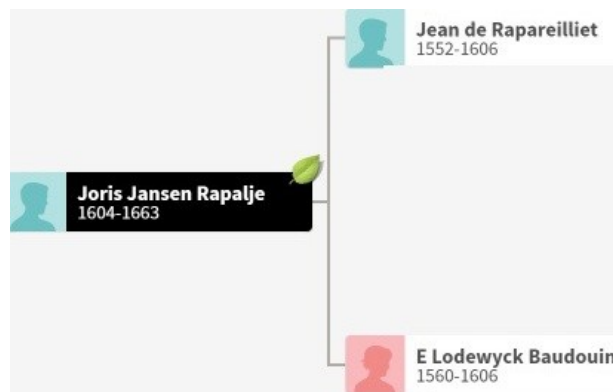 Jean de Rapareilliet
1552-1606
Joris Jansen Rapalje
1604-1663
E Lodewyck Baudouin
1560-1606